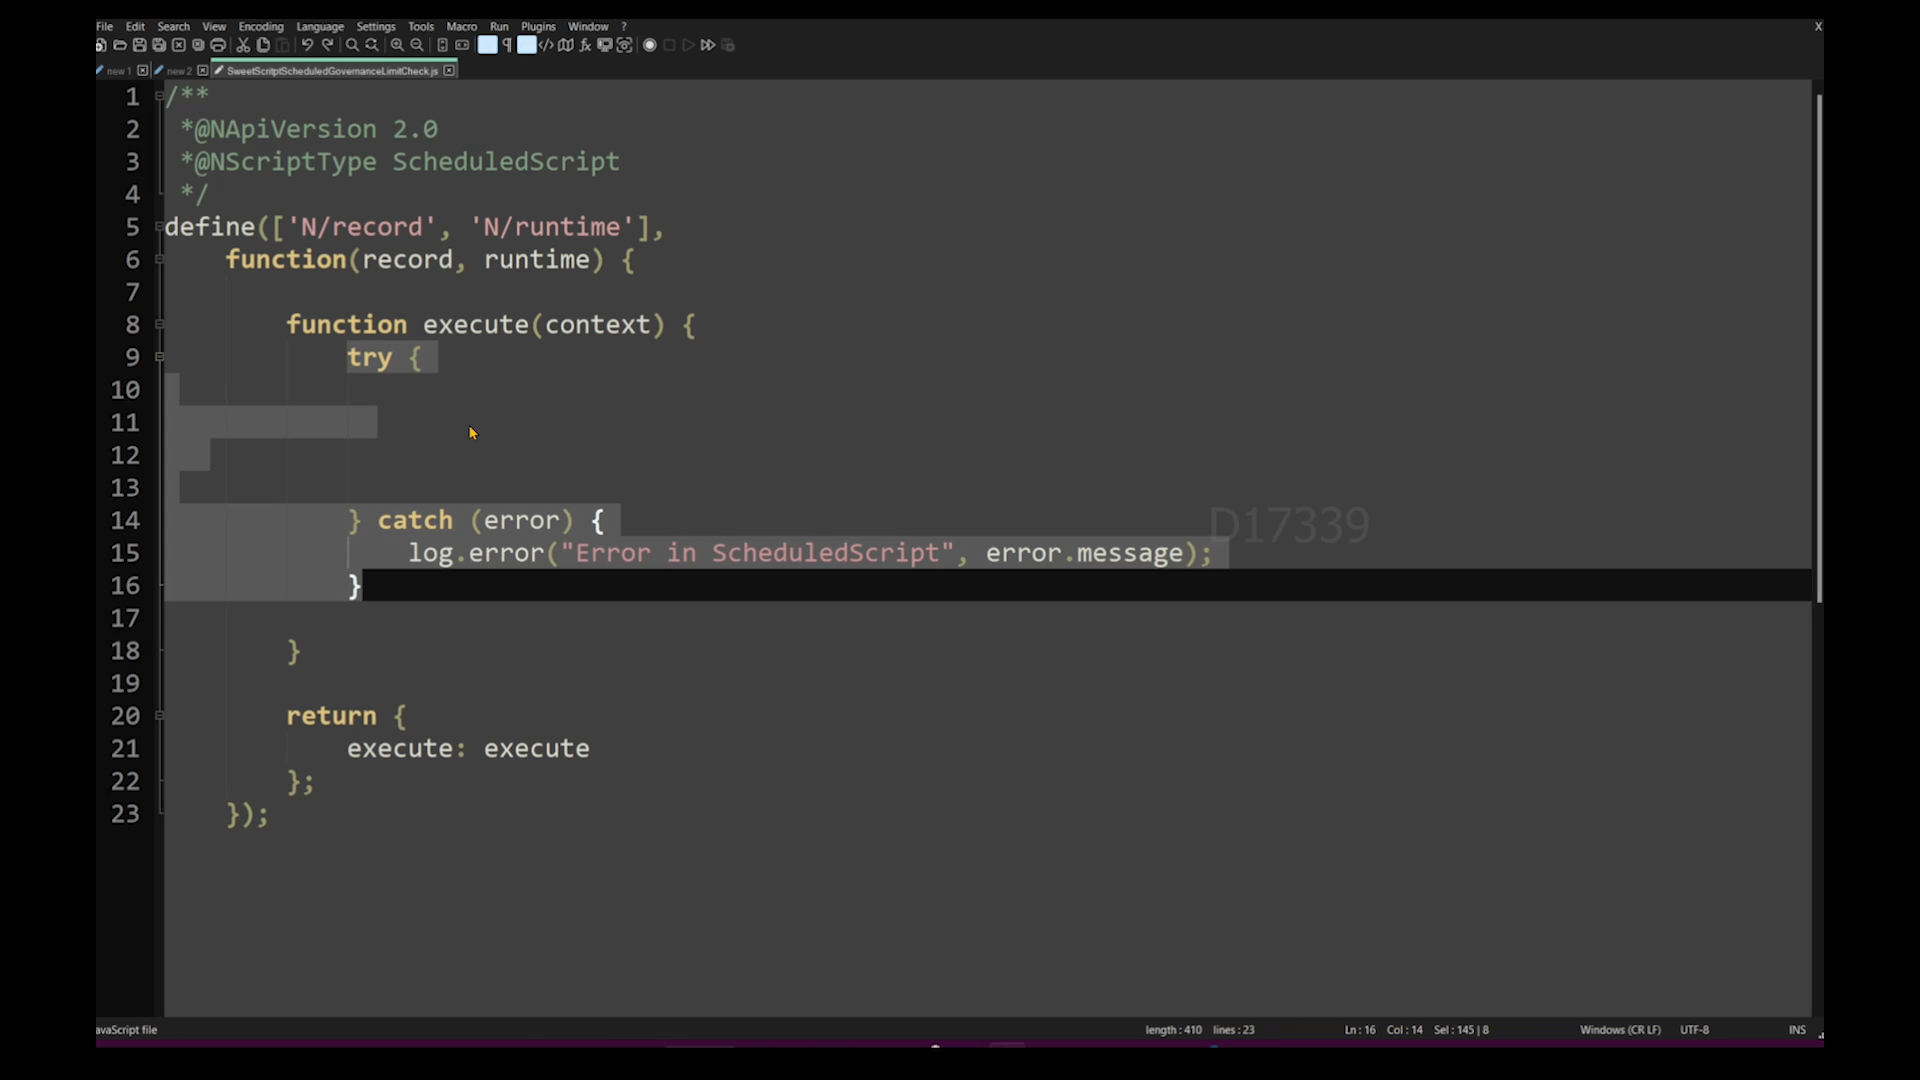 File Edit Search View Encoding Language Settings Tools Macro Run Plugins Window ? X
new 1 new 2 SweetScritptScheduledGovernanceLimitCheck.js
1 /**
2 *@NApiVersion 2.0
3 *@NScriptType ScheduledScript
4 */
5 define(['N/record', 'N/runtime'],
6 function(record, runtime) {
7
8 function execute(context) {
9 try {
10
11
12
13
14 } catch (error) {
15 log.error("Error in ScheduledScript", error.message);
16 }
17
18 }
19
20 return {
21 execute: execute
22 };
23 });
D17339
avaScript file length : 410 lines : 23 Ln : 16 Col : 14 Sel : 145 | 8 Windows (CR LF) UTF-8 INS